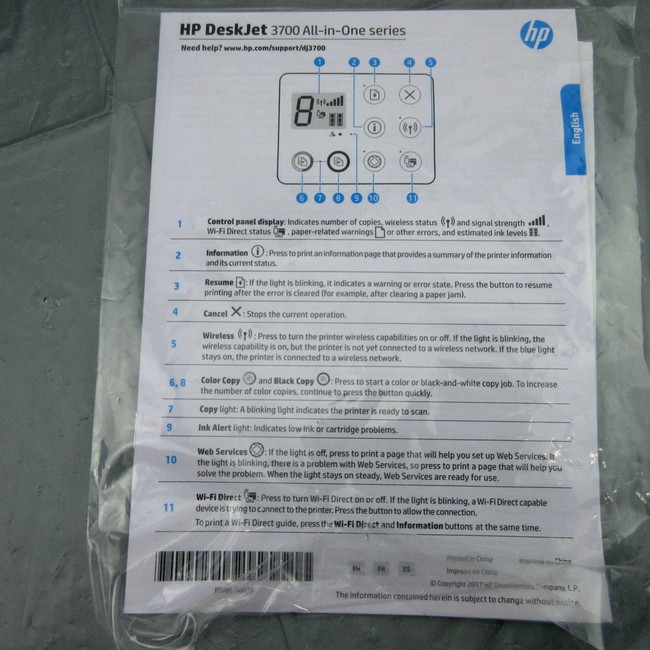 HP DeskJet 3700 All-in-One series
Need help? www.hp.com/support/dj3700
hp
English
1 2 3 4 5
8
6 7 8 9 10 11
1 Control panel display: Indicates number of copies, wireless status and signal strength,
Wi-Fi Direct status, paper-related warnings or other errors, and estimated ink levels.
2 Information: Press to print an information page that provides a summary of the printer information
and its current status.
3 Resume: If the light is blinking, it indicates a warning or error state. Press the button to resume
printing after the error is cleared (for example, after clearing a paper jam).
4 Cancel: Stops the current operation.
5 Wireless: Press to turn the printer wireless capabilities on or off. If the light is blinking, the
wireless capability is on, but the printer is not yet connected to a wireless network. If the blue light
stays on, the printer is connected to a wireless network.
6, 8 Color Copy and Black Copy: Press to start a color or black-and-white copy job. To increase
the number of color copies, continue to press the button quickly.
7 Copy light: A blinking light indicates the printer is ready to scan.
9 Ink Alert light: Indicates low ink or cartridge problems.
10 Web Services: If the light is off, press to print a page that will help you set up Web Services. If
the light is blinking, there is a problem with Web Services, so press to print a page that will help you
solve the problem. When the light stays on steady, Web Services are ready for use.
11 Wi-Fi Direct: Press to turn Wi-Fi Direct on or off. If the light is blinking, a Wi-Fi Direct capable
device is trying to connect to the printer. Press the button to allow the connection.
To print a Wi-Fi Direct guide, press the Wi-Fi Direct and Information buttons at the same time.
EN FR ES
Printed in China Imprimé en Chine
Impreso en China
© Copyright 2017 HP Development Company, L.P.
The information contained herein is subject to change without notice.